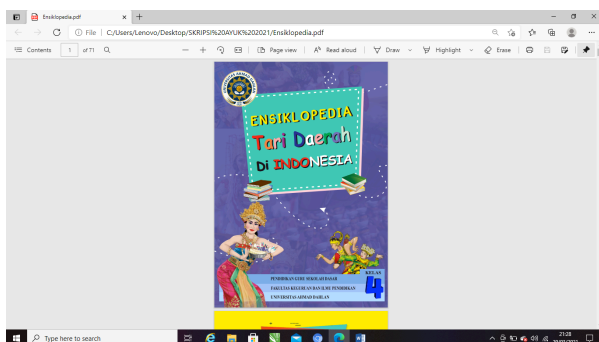 Ensiklopedia.pdf
File
C:/Users/Lenovo/Desktop/SKRIPSI%20AYUK%202021/Ensiklopedia.pdf
Contents
1
of 71
Page view
Read aloud
Draw
Highlight
Erase
ENSIKLOPEDIA
Tari Daerah
Di INDONESIA
KELAS
4
PENDIDIKAN GURU SEKOLAH DASAR
FAKULTAS KEGURUAN DAN ILMU PENDIDIKAN
UNIVERSITAS AHMAD DAHLAN
Type here to search
21:28